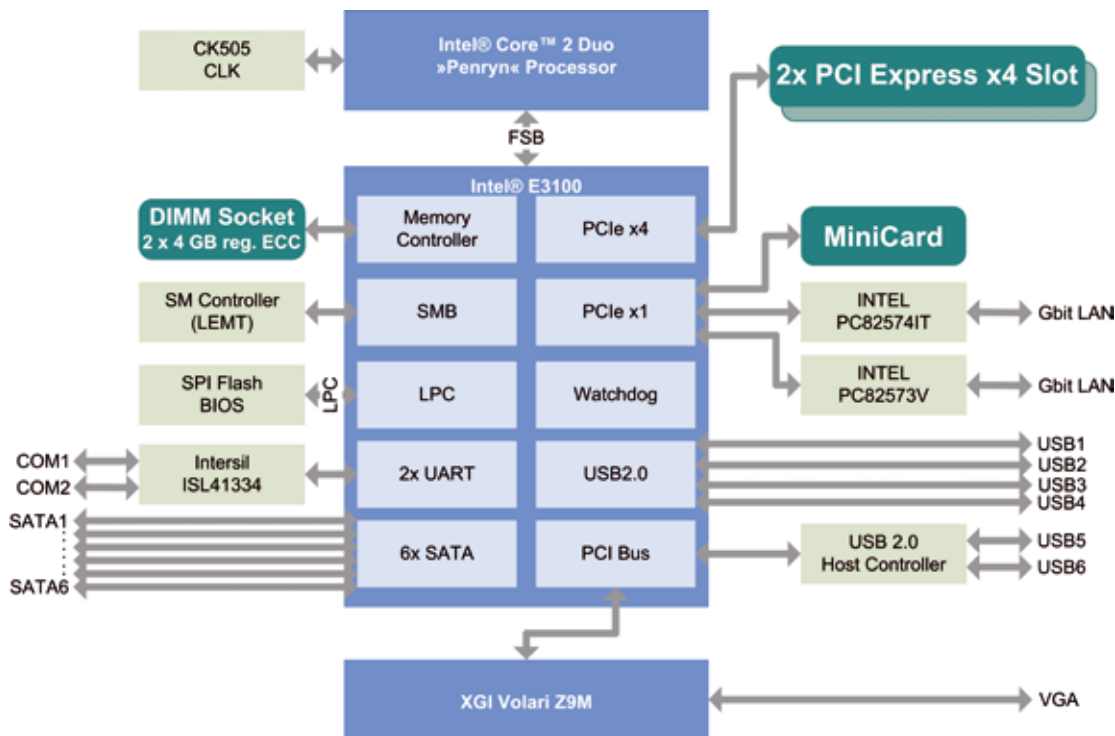 CK505
CLK
Intel® Core™ 2 Duo
»Penryn« Processor
2x PCI Express x4 Slot
FSB
Intel® E3100
DIMM Socket
2 x 4 GB reg. ECC
Memory
Controller
PCIe x4
MiniCard
SM Controller
(LEMT)
SMB
PCIe x1
INTEL
PC82574IT
Gbit LAN
SPI Flash
BIOS
LPC
LPC
Watchdog
INTEL
PC82573V
Gbit LAN
COM1
COM2
Intersil
ISL41334
2x UART
USB2.0
USB1
USB2
USB3
USB4
SATA1
SATA6
6x SATA
PCI Bus
USB 2.0
Host Controller
USB5
USB6
XGI Volari Z9M
VGA